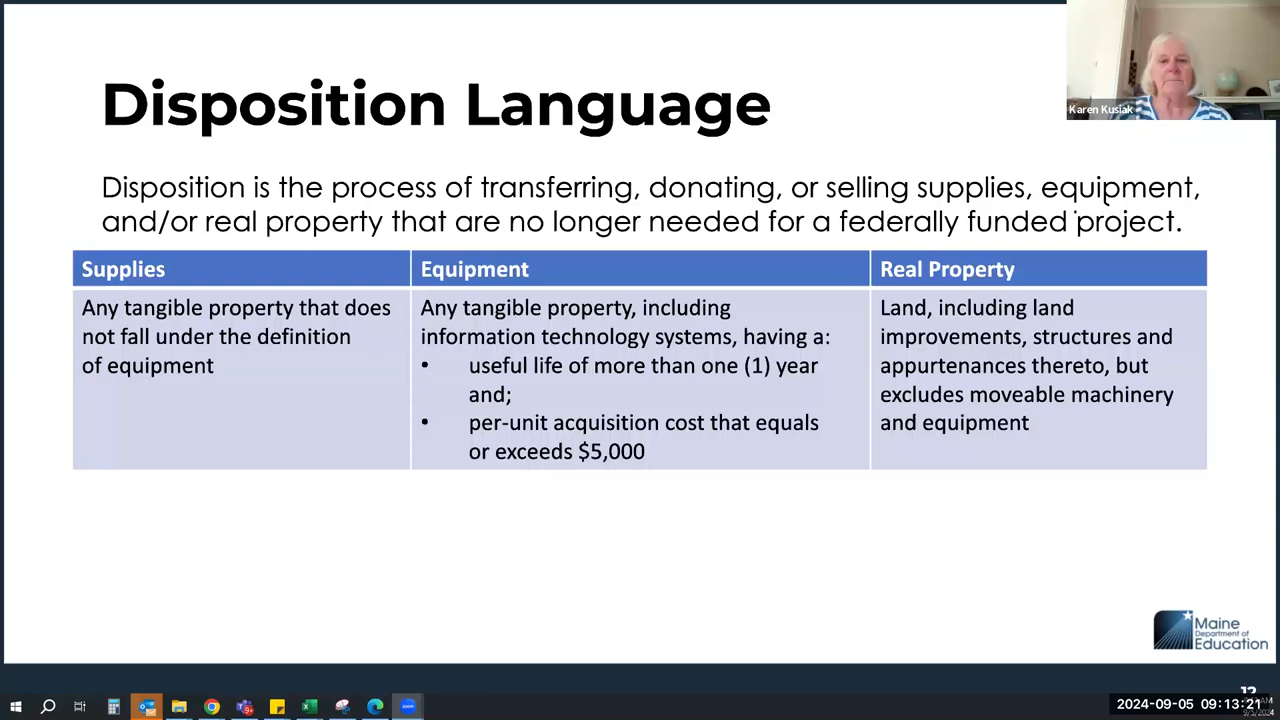 Disposition Language
Karen Kusiak
Disposition is the process of transferring, donating, or selling supplies, equipment,
and/or real property that are no longer needed for a federally funded project.
Supplies
Any tangible property that does
not fall under the definition
of equipment
Equipment
Any tangible property, including
information technology systems, having a:
• useful life of more than one (1) year
and;
• per-unit acquisition cost that equals
or exceeds $5,000
Real Property
Land, including land
improvements, structures and
appurtenances thereto, but
excludes moveable machinery
and equipment
Maine
Department of
Education
2024-09-05 09:13:21